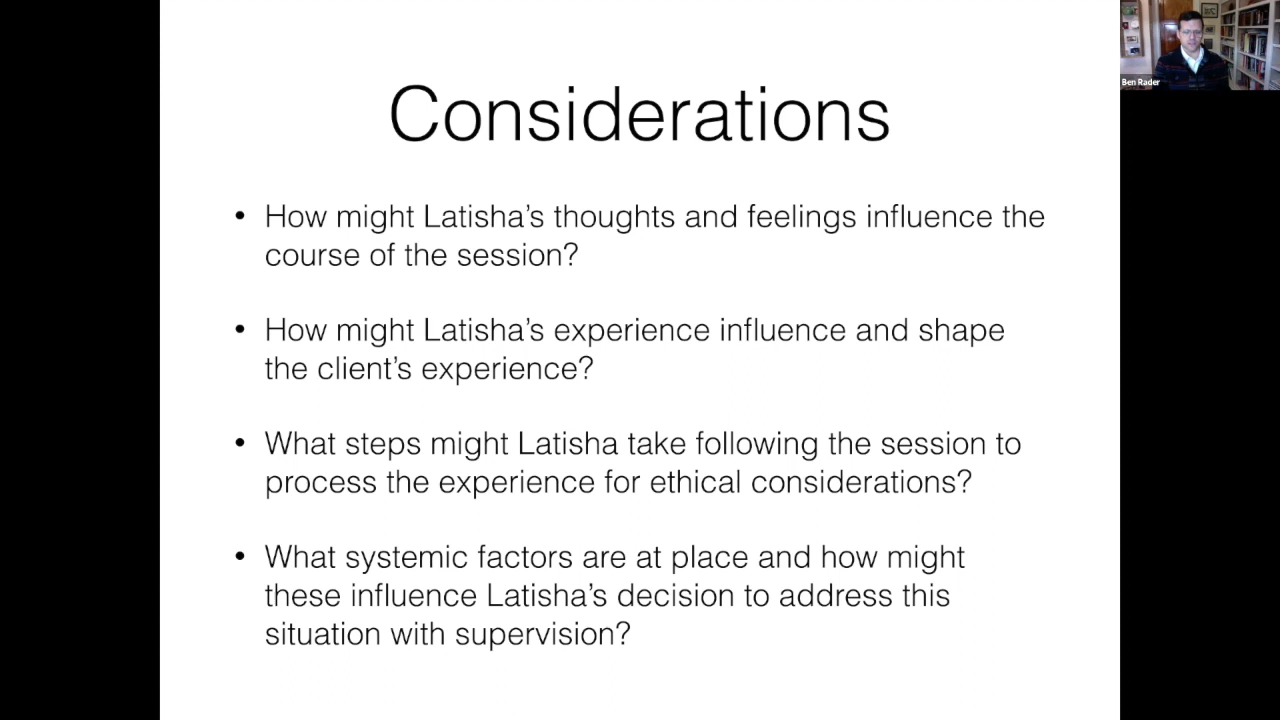 Considerations
• How might Latisha’s thoughts and feelings influence the
course of the session?
• How might Latisha’s experience influence and shape
the client’s experience?
• What steps might Latisha take following the session to
process the experience for ethical considerations?
• What systemic factors are at place and how might
these influence Latisha’s decision to address this
situation with supervision?
Ben Rader